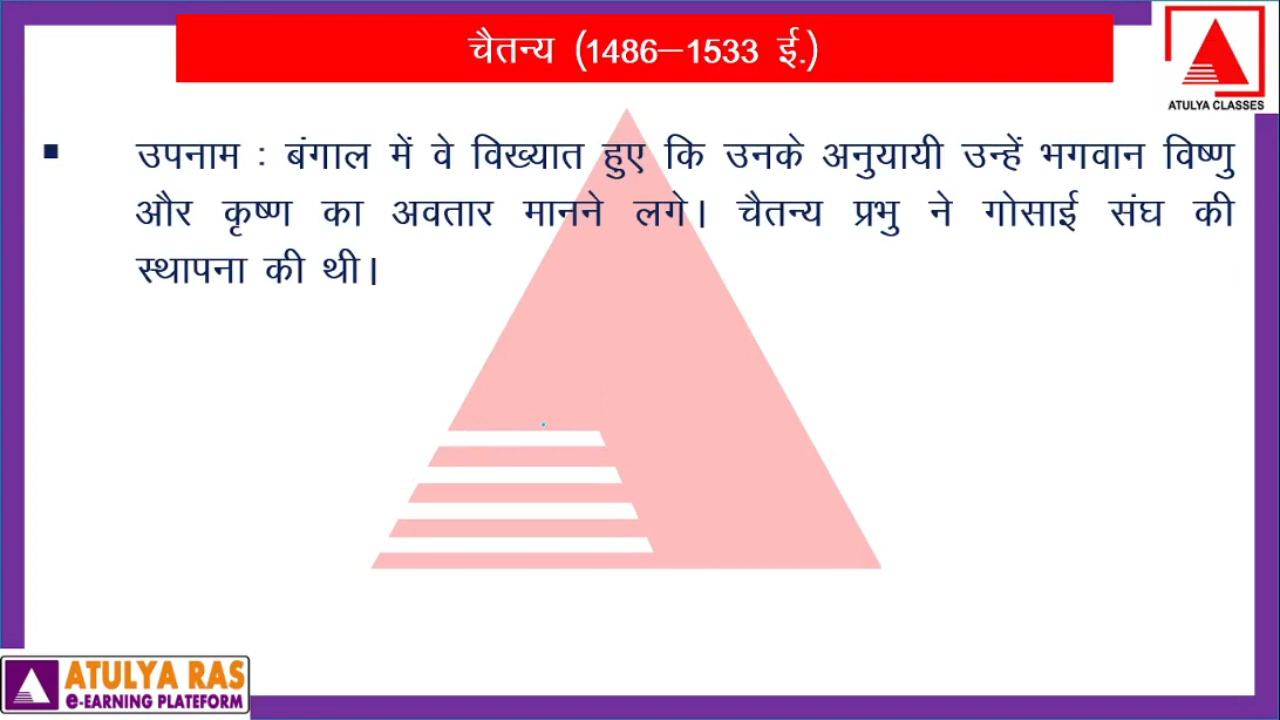 चैतन्य (1486–1533 ई.)
ATULYA CLASSES
▪ उपनाम : बंगाल में वे विख्यात हुए कि उनके अनुयायी उन्हें भगवान विष्णु
और कृष्ण का अवतार मानने लगे। चैतन्य प्रभु ने गोसाई संघ की
स्थापना की थी।
ATULYA RAS
e-EARNING PLATEFORM